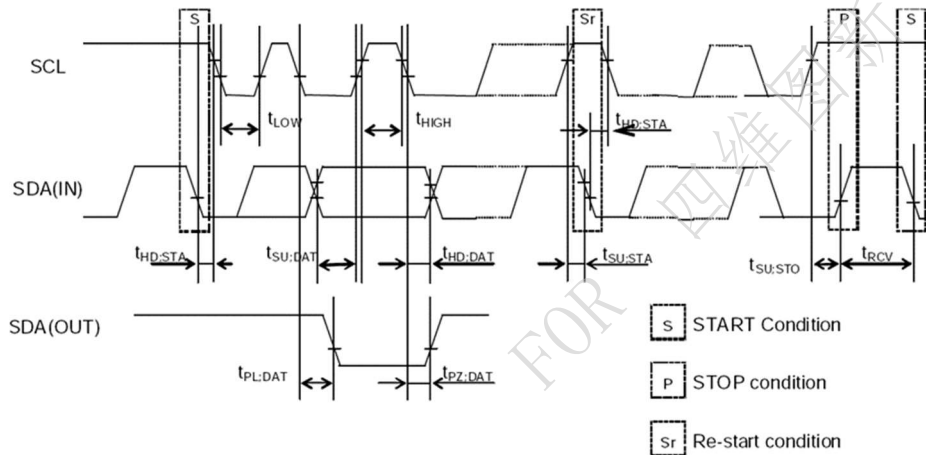 S Sr P S
SCL
tLOW tHIGH tHD;STA
SDA(IN)
tHD;STA tSU;DAT tHD;DAT tSU;STA tSU;STO tRCV
SDA(OUT)
tPL;DAT tPZ;DAT
S START Condition
P STOP condition
Sr Re-start condition
FOR 四维图新